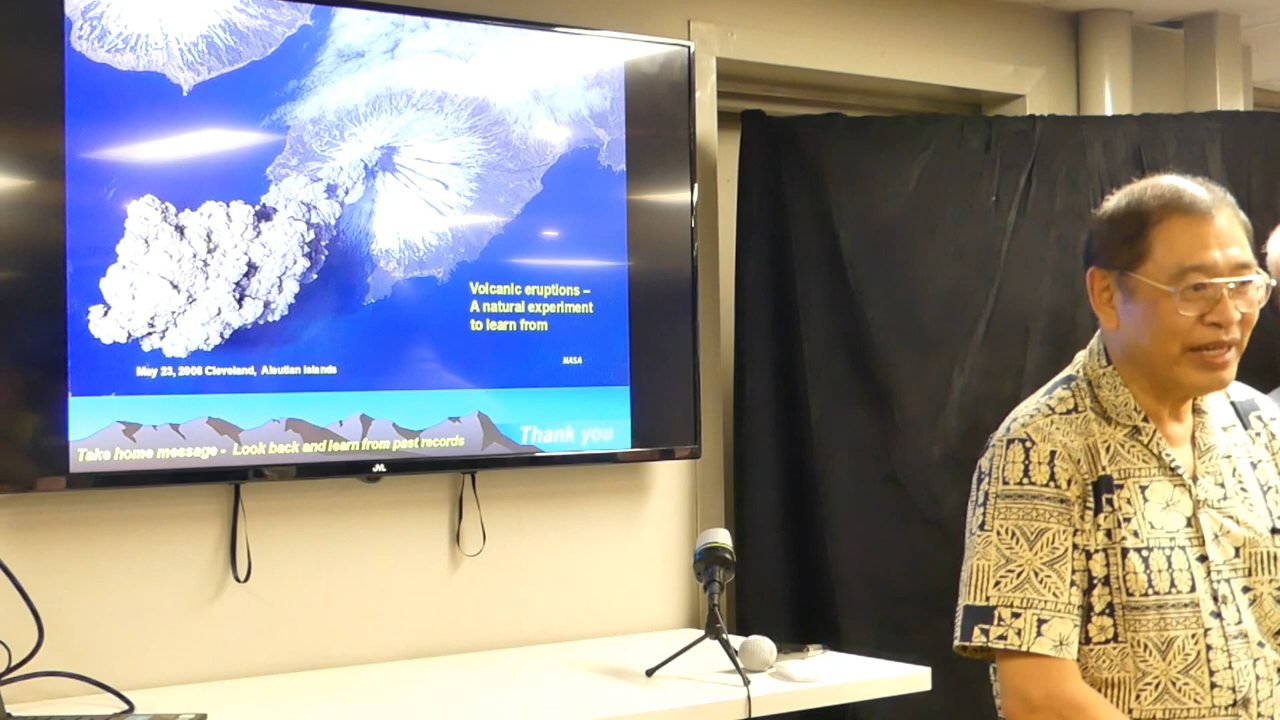 Volcanic eruptions –
A natural experiment
to learn from
NASA
May 23, 2006 Cleveland, Aleutian Islands
Thank you
Take home message - Look back and learn from past records
JVC